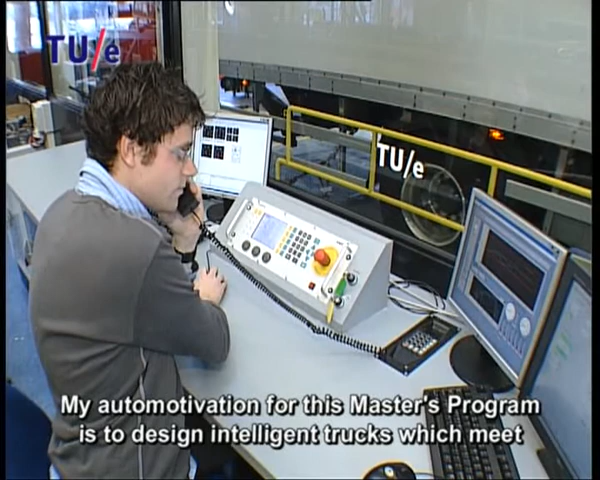 TU/e
TU/e
My automotivation for this Master's Program
is to design intelligent trucks which meet